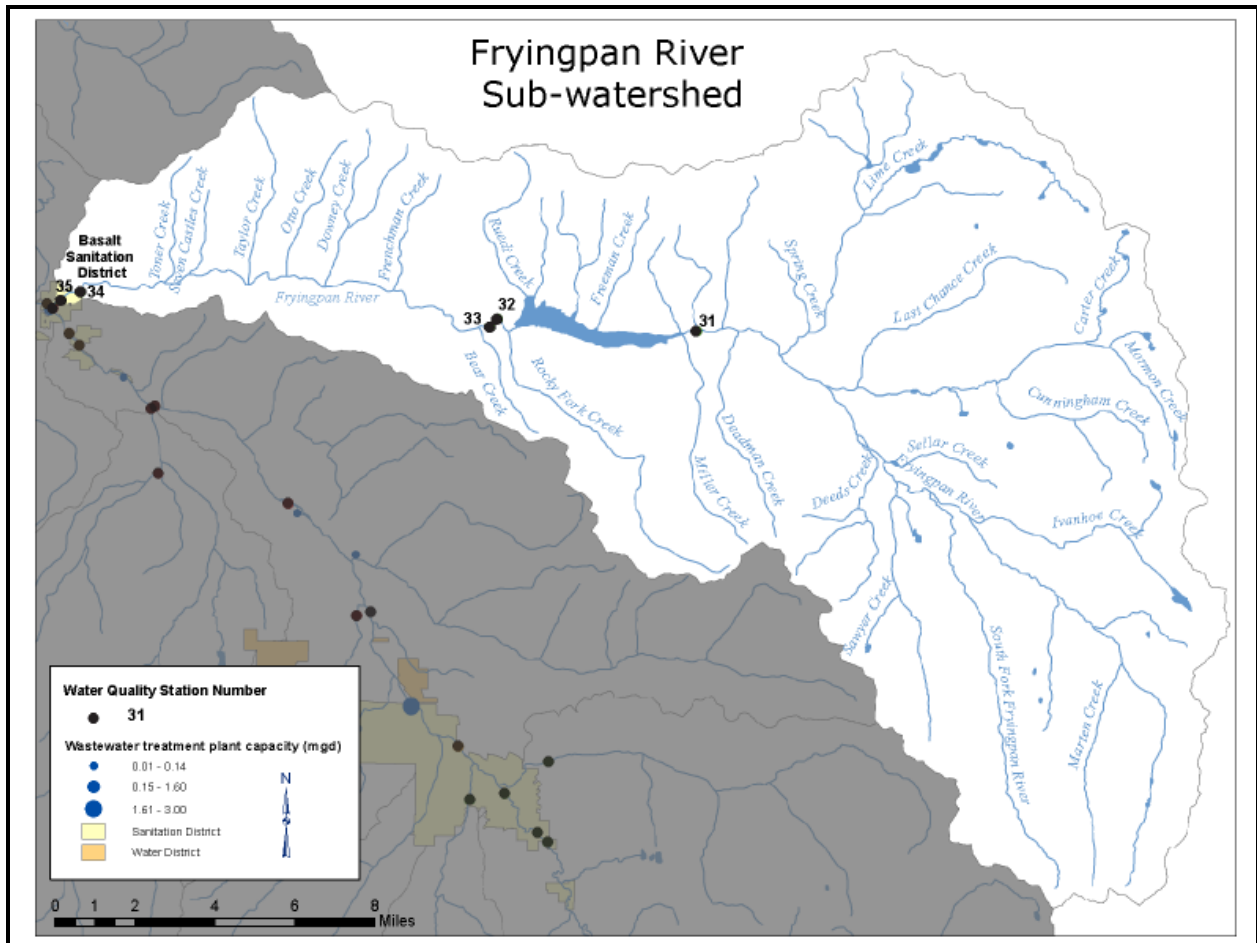 Fryingpan River
Sub-watershed
Lime Creek
Toner Creek
Seven Castles Creek
Taylor Creek
Otto Creek
Downey Creek
Frenchman Creek
Ruedi Creek
Freeman Creek
Spring Creek
Last Chance Creek
Carter Creek
Basalt
Sanitation
District
35
34
Fryingpan River
33
32
31
Mormon Creek
Bear Creek
Rocky Fork Creek
Cunningham Creek
Deadman Creek
Miller Creek
Sellar Creek
Deeds Creek
Fryingpan River
Ivanhoe Creek
Sawyer Creek
South Fork Fryingpan River
Marten Creek
Water Quality Station Number
31
Wastewater treatment plant capacity (mgd)
0.01 - 0.14
0.15 - 1.60
1.61 - 3.00
Sanitation District
Water District
N
0 1 2 4 6 8
Miles